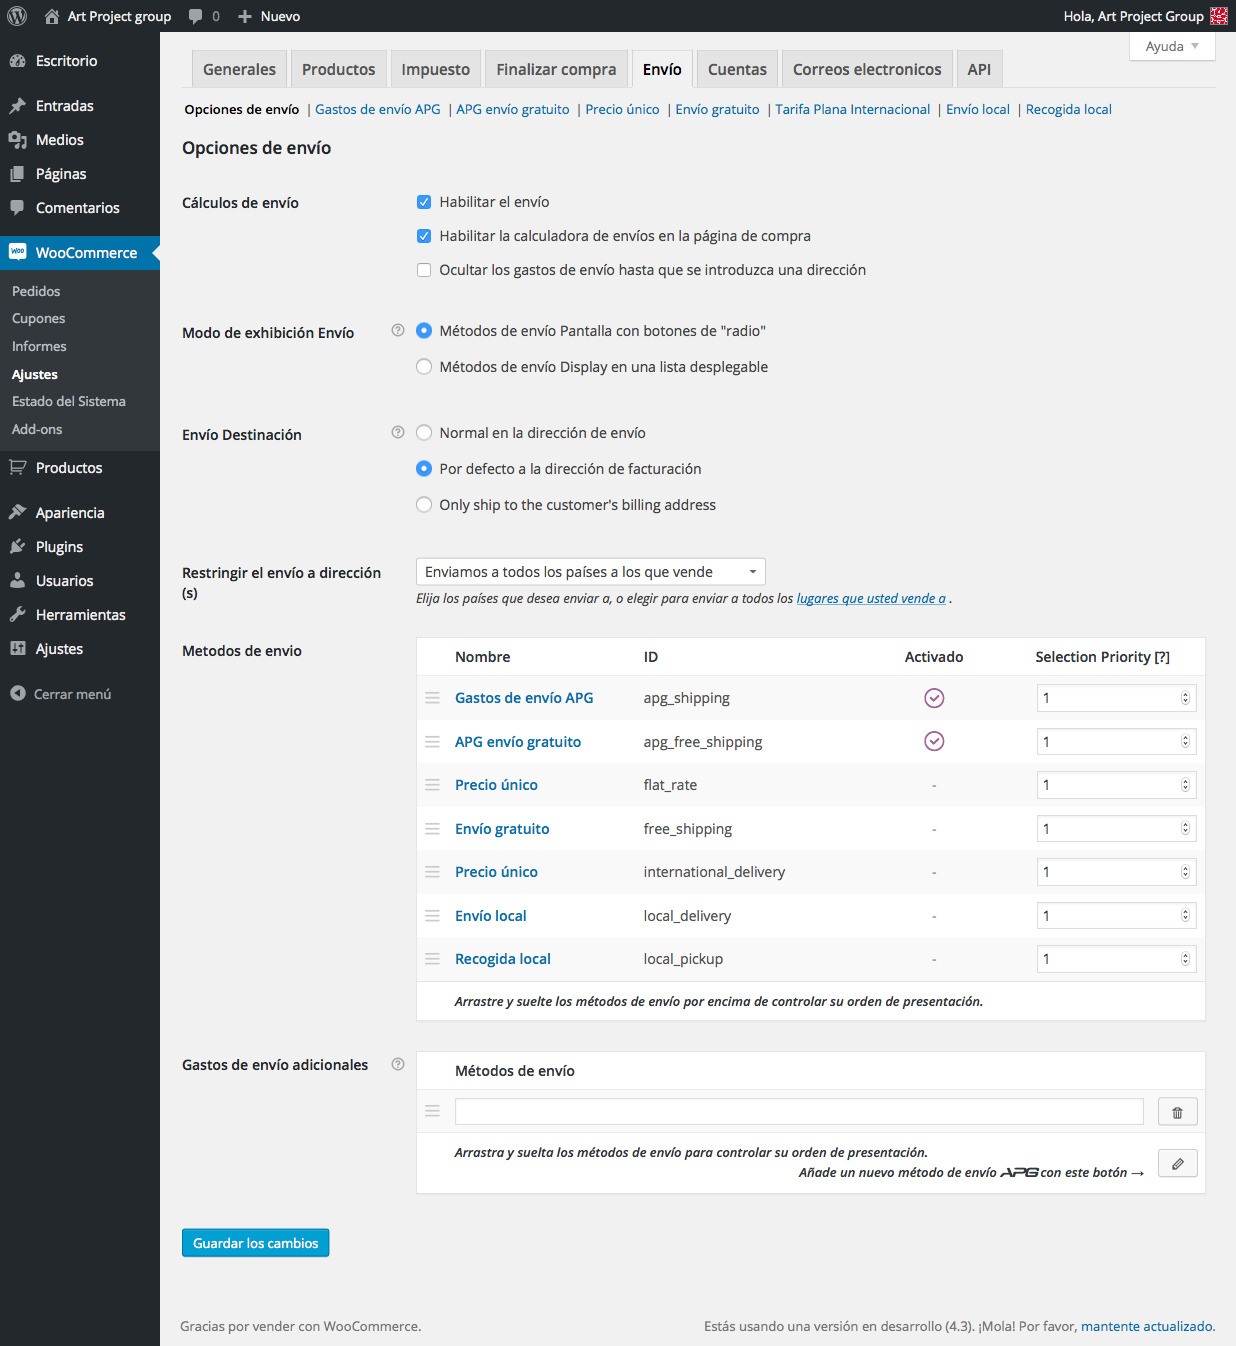 Art Project group
0
Nuevo
Hola, Art Project Group
Escritorio
Entradas
Medios
Páginas
Comentarios
woo
WooCommerce
Pedidos
Cupones
Informes
Ajustes
Estado del Sistema
Add-ons
Productos
Apariencia
Plugins
Usuarios
Herramientas
Ajustes
Cerrar menú
Ayuda
Generales
Productos
Impuesto
Finalizar compra
Envío
Cuentas
Correos electronicos
API
Opciones de envío | Gastos de envío APG | APG envío gratuito | Precio único | Envío gratuito | Tarifa Plana Internacional | Envío local | Recogida local
Opciones de envío
Cálculos de envío
Habilitar el envío
Habilitar la calculadora de envíos en la página de compra
Ocultar los gastos de envío hasta que se introduzca una dirección
Modo de exhibición Envío
?
Métodos de envío Pantalla con botones de "radio"
Métodos de envío Display en una lista desplegable
Envío Destinación
?
Normal en la dirección de envío
Por defecto a la dirección de facturación
Only ship to the customer's billing address
Restringir el envío a dirección
(s)
Enviamos a todos los países a los que vende
Elija los países que desea enviar a, o elegir para enviar a todos los lugares que usted vende a .
Metodos de envio
Nombre ID Activado Selection Priority [?]
Gastos de envío APG apg_shipping 1
APG envío gratuito apg_free_shipping 1
Precio único flat_rate - 1
Envío gratuito free_shipping - 1
Precio único international_delivery - 1
Envío local local_delivery - 1
Recogida local local_pickup - 1
Arrastre y suelte los métodos de envío por encima de controlar su orden de presentación.
Gastos de envío adicionales
?
Métodos de envío
Arrastra y suelta los métodos de envío para controlar su orden de presentación.
Añade un nuevo método de envío APG con este botón →
Guardar los cambios
Gracias por vender con WooCommerce.
Estás usando una versión en desarrollo (4.3). ¡Mola! Por favor, mantente actualizado.